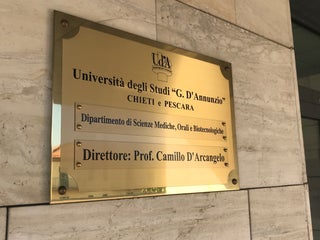 UdA
Università degli Studi "G. D'Annunzio"
CHIETI e PESCARA
Dipartimento di Scienze Mediche, Orali e Biotecnologiche
Direttore: Prof. Camillo D'Arcangelo